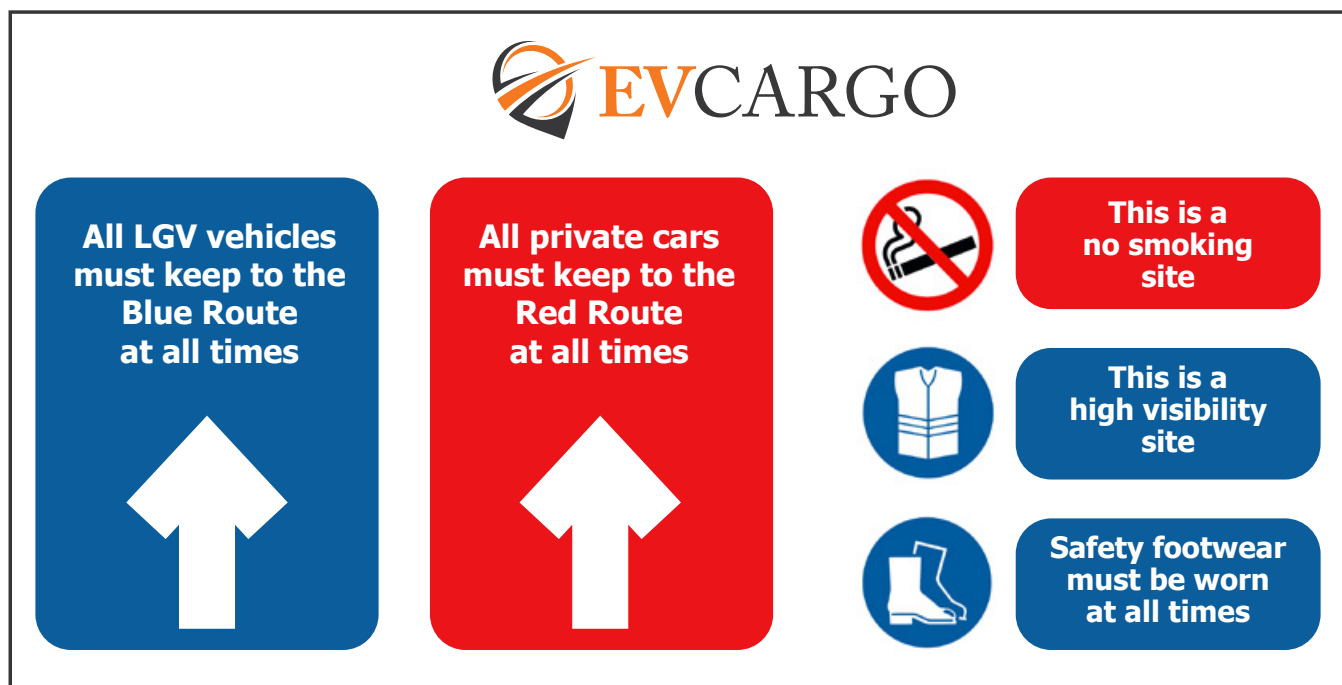 EVCARGO
All LGV vehicles
must keep to the
Blue Route
at all times
All private cars
must keep to the
Red Route
at all times
This is a
no smoking
site
This is a
high visibility
site
Safety footwear
must be worn
at all times